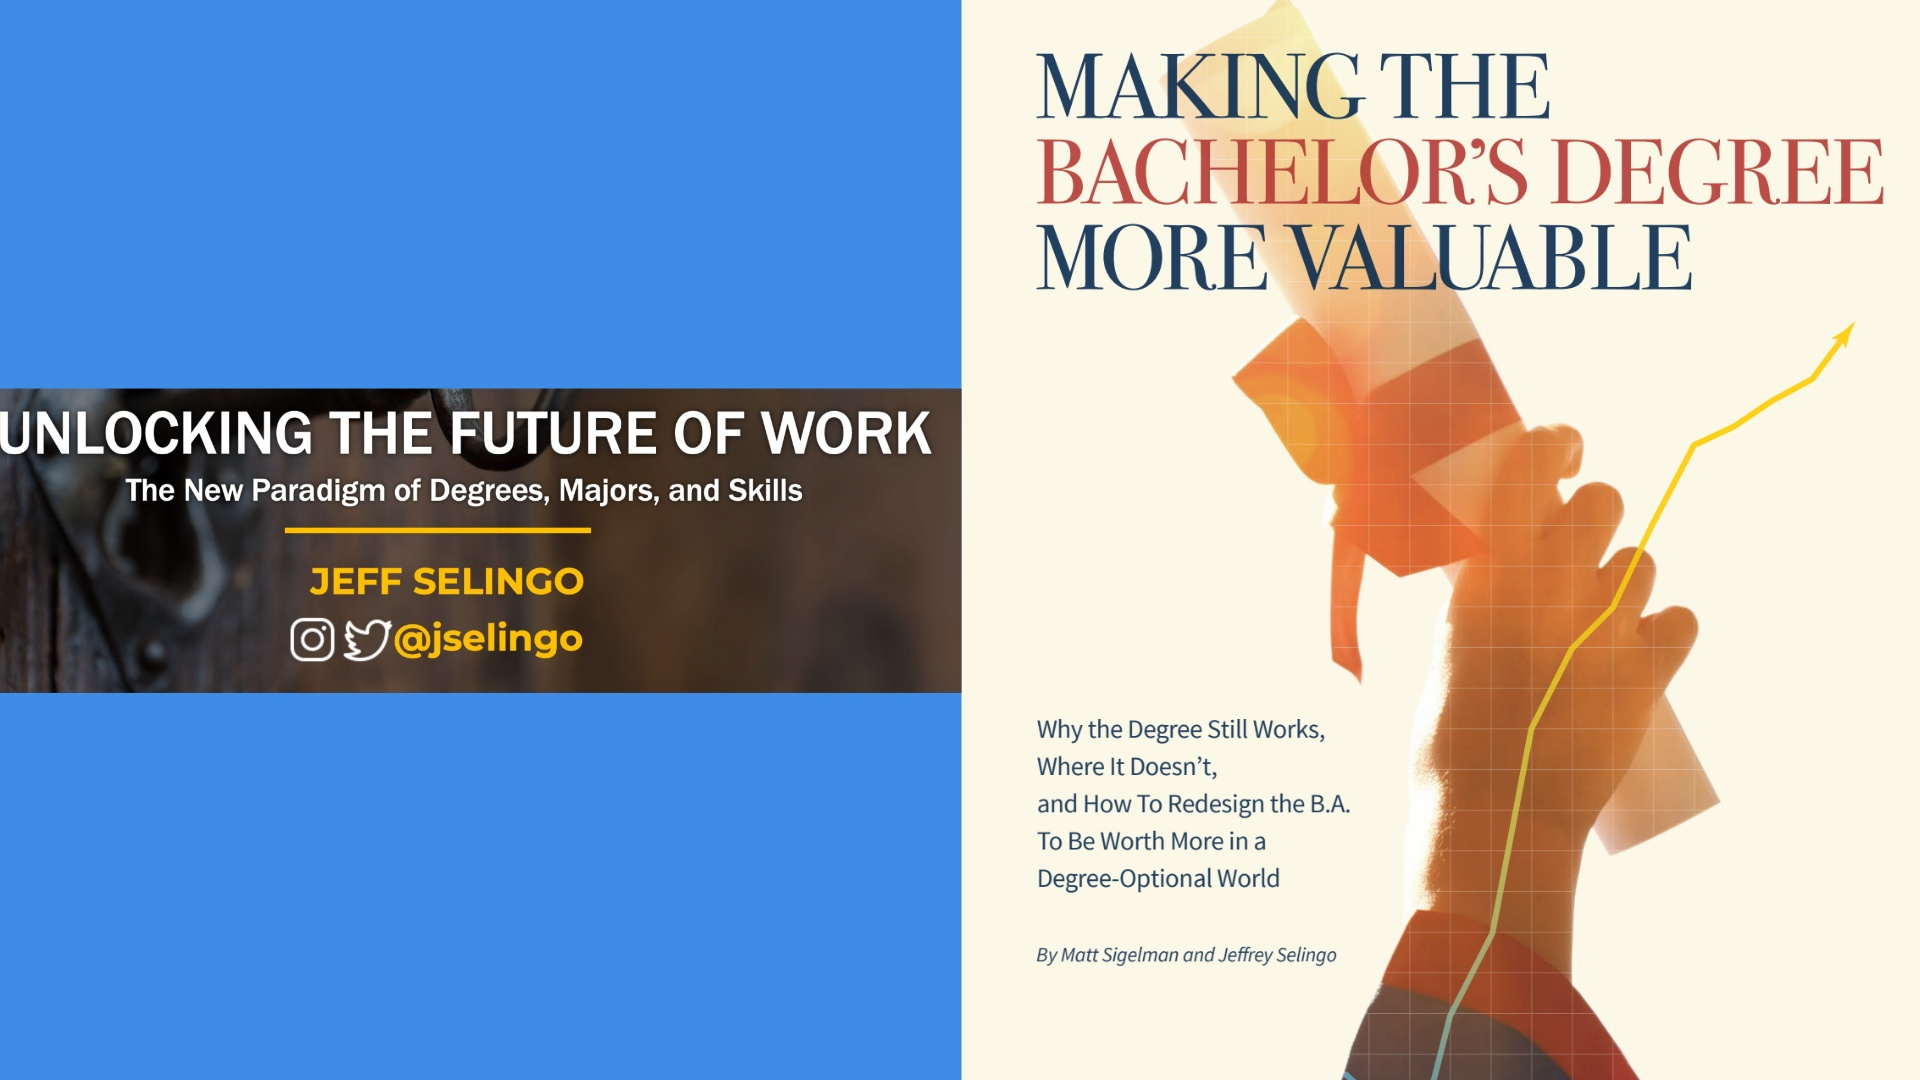 UNLOCKING THE FUTURE OF WORK
The New Paradigm of Degrees, Majors, and Skills
JEFF SELINGO
@jselingo
MAKING THE
BACHELOR’S DEGREE
MORE VALUABLE
Why the Degree Still Works,
Where It Doesn’t,
and How To Redesign the B.A.
To Be Worth More in a
Degree-Optional World
By Matt Sigelman and Jeffrey Selingo